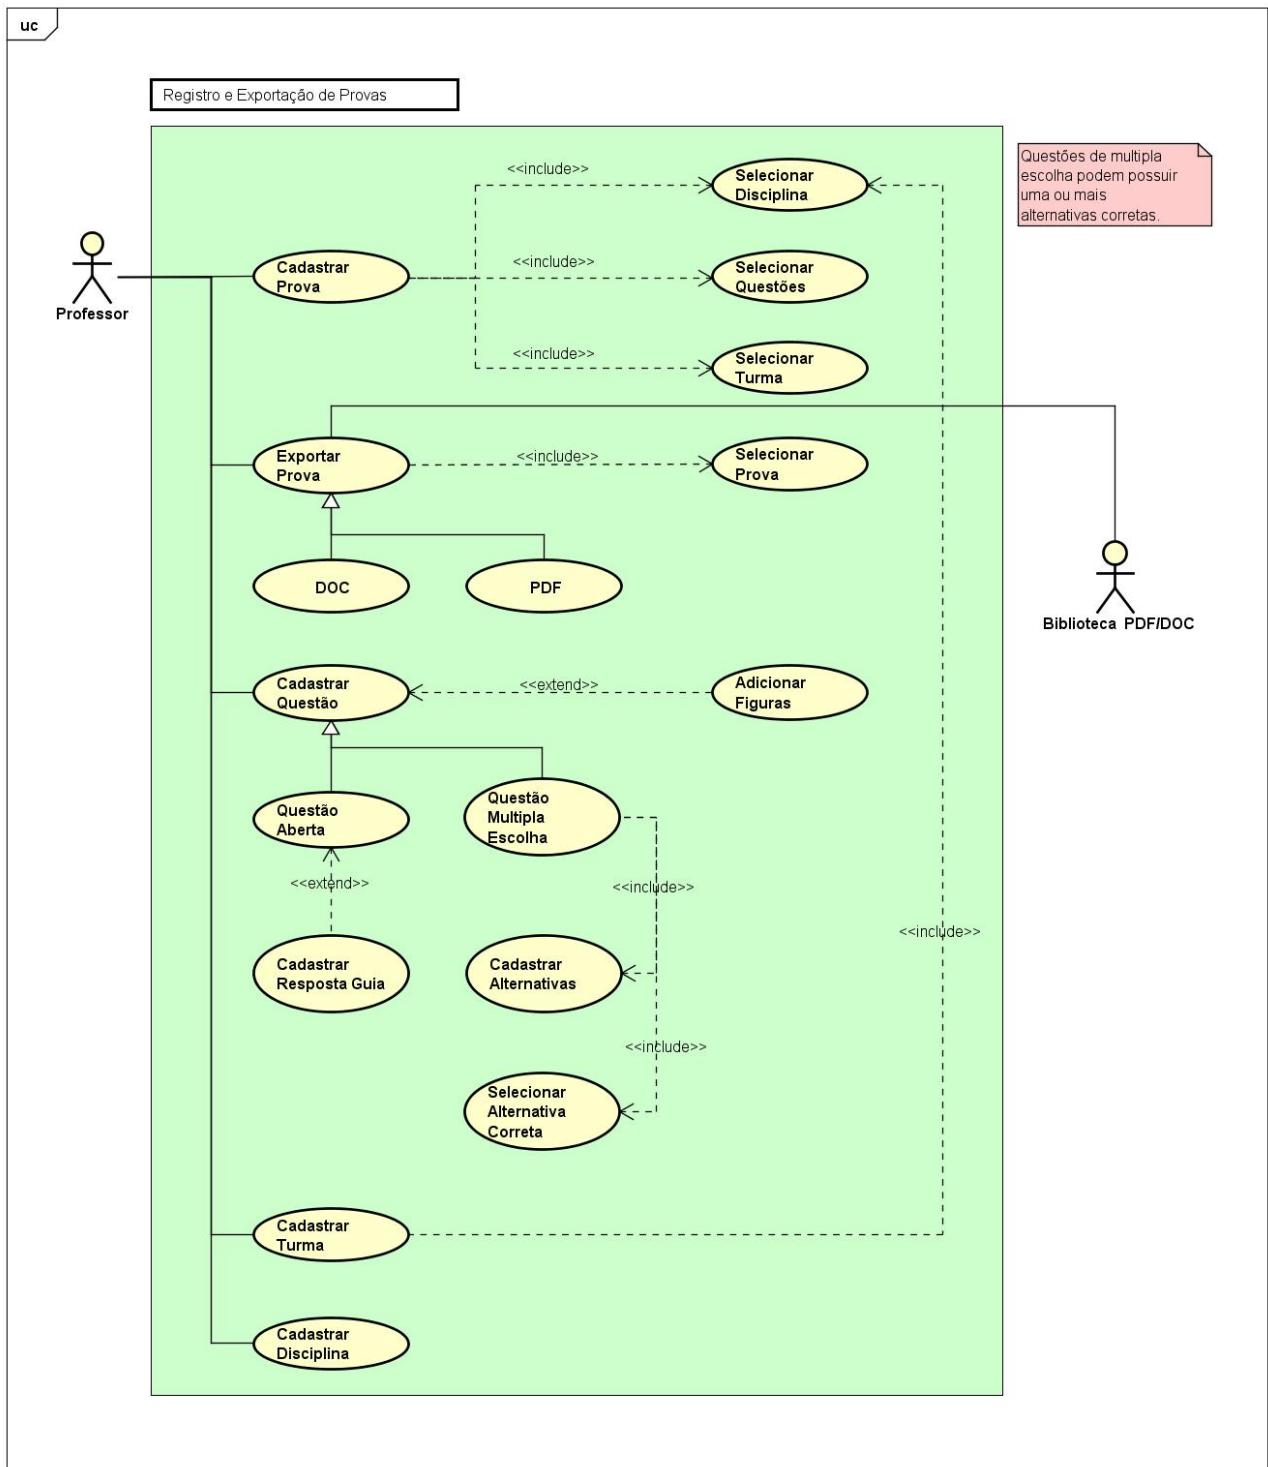 uc
Registro e Exportação de Provas
<<include>>
Selecionar
Disciplina
Questões de multipla
escolha podem possuir
uma ou mais
alternativas corretas.
Professor
Cadastrar
Prova
<<include>>
Selecionar
Questões
<<include>>
Selecionar
Turma
Exportar
Prova
<<include>>
Selecionar
Prova
DOC
PDF
Biblioteca PDF/DOC
Cadastrar
Questão
<<extend>>
Adicionar
Figuras
Questão
Aberta
Questão
Multipla
Escolha
<<extend>>
<<include>>
<<include>>
Cadastrar
Resposta Guia
Cadastrar
Alternativas
<<include>>
Selecionar
Alternativa
Correta
Cadastrar
Turma
Cadastrar
Disciplina